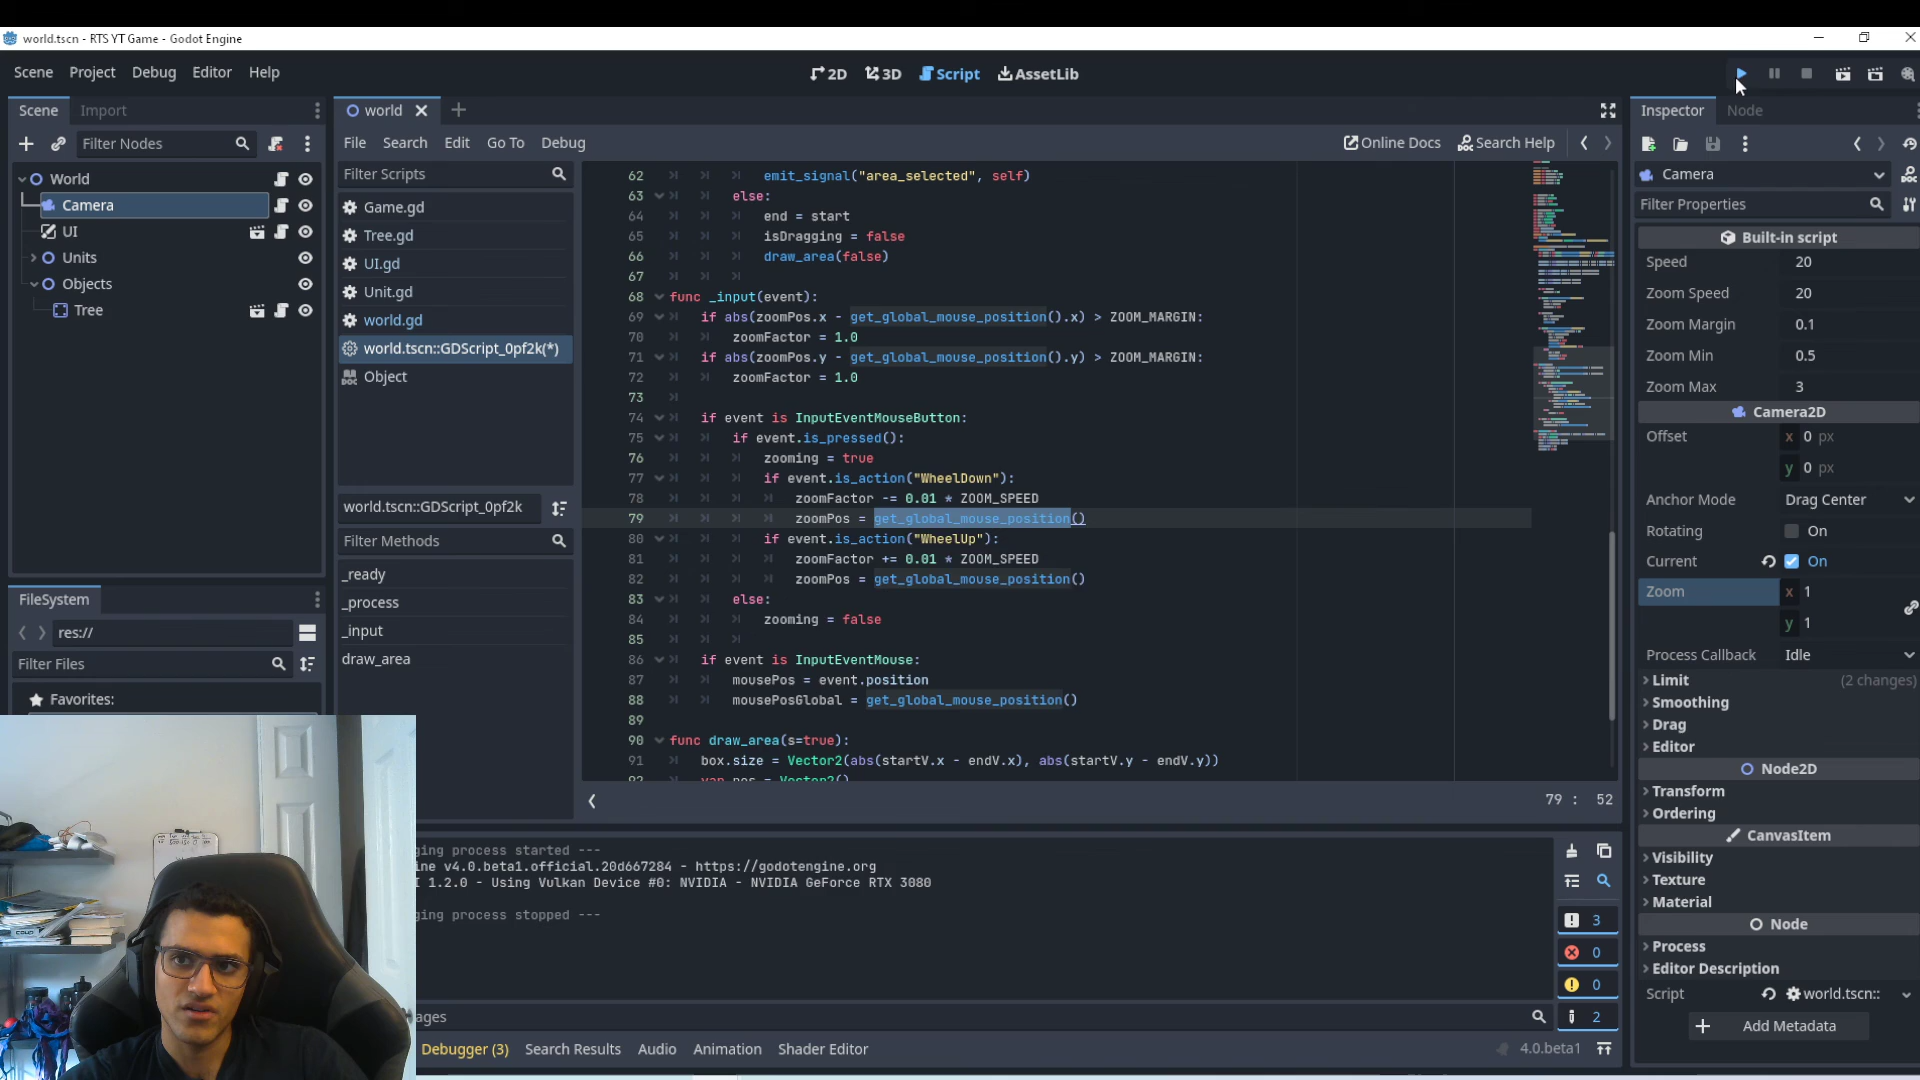 world.tscn - RTS YT Game - Godot Engine
Scene Project Debug Editor Help
2D 3D Script AssetLib
Scene Import
world
Inspector Node
Filter Nodes
File Search Edit Go To Debug
Online Docs Search Help
World
Camera
UI
Units
Objects
Tree
Filter Scripts
Game.gd
Tree.gd
UI.gd
Unit.gd
world.gd
world.tscn::GDScript_0pf2k(*)
Object
world.tscn::GDScript_0pf2k
Filter Methods
_ready
_process
_input
draw_area
62 emit_signal("area_selected", self)
63 else:
64 end = start
65 isDragging = false
66 draw_area(false)
67
68 func _input(event):
69 if abs(zoomPos.x - get_global_mouse_position().x) > ZOOM_MARGIN:
70 zoomFactor = 1.0
71 if abs(zoomPos.y - get_global_mouse_position().y) > ZOOM_MARGIN:
72 zoomFactor = 1.0
73
74 if event is InputEventMouseButton:
75 if event.is_pressed():
76 zooming = true
77 if event.is_action("WheelDown"):
78 zoomFactor -= 0.01 * ZOOM_SPEED
79 zoomPos = get_global_mouse_position()
80 if event.is_action("WheelUp"):
81 zoomFactor += 0.01 * ZOOM_SPEED
82 zoomPos = get_global_mouse_position()
83 else:
84 zooming = false
85
86 if event is InputEventMouse:
87 mousePos = event.position
88 mousePosGlobal = get_global_mouse_position()
89
90 func draw_area(s=true):
91 box.size = Vector2(abs(startV.x - endV.x), abs(startV.y - endV.y))
92 var pos = Vector2()
79 : 52
FileSystem
res://
Filter Files
Favorites:
ging process started ---
ine v4.0.beta1.official.20d667284 - https://godotengine.org
I 1.2.0 - Using Vulkan Device #0: NVIDIA - NVIDIA GeForce RTX 3080
ging process stopped ---
3
0
0
2
ages
Debugger (3) Search Results Audio Animation Shader Editor
4.0.beta1
Camera
Filter Properties
Built-in script
Speed 20
Zoom Speed 20
Zoom Margin 0.1
Zoom Min 0.5
Zoom Max 3
Camera2D
Offset x 0 px
y 0 px
Anchor Mode Drag Center
Rotating On
Current On
Zoom x 1
y 1
Process Callback Idle
Limit (2 changes)
Smoothing
Drag
Editor
Node2D
Transform
Ordering
CanvasItem
Visibility
Texture
Material
Node
Process
Editor Description
Script world.tscn::
Add Metadata